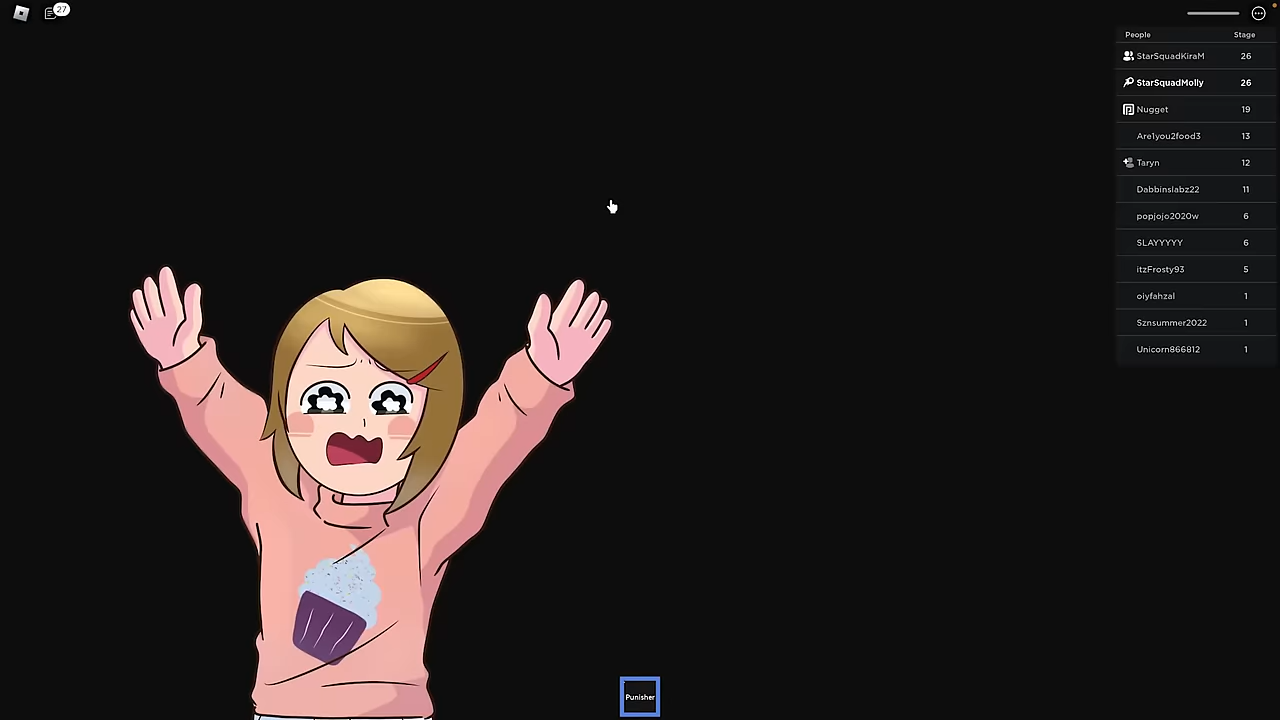 27
People Stage
StarSquadKiraM 26
StarSquadMolly 26
Nugget 19
Are1you2food3 13
Taryn 12
Dabbinslabz22 11
popjojo2020w 6
SLAYYYYY 6
itzFrosty93 5
oiyfahzal 1
Sznsummer2022 1
Unicorn866812 1
Punisher